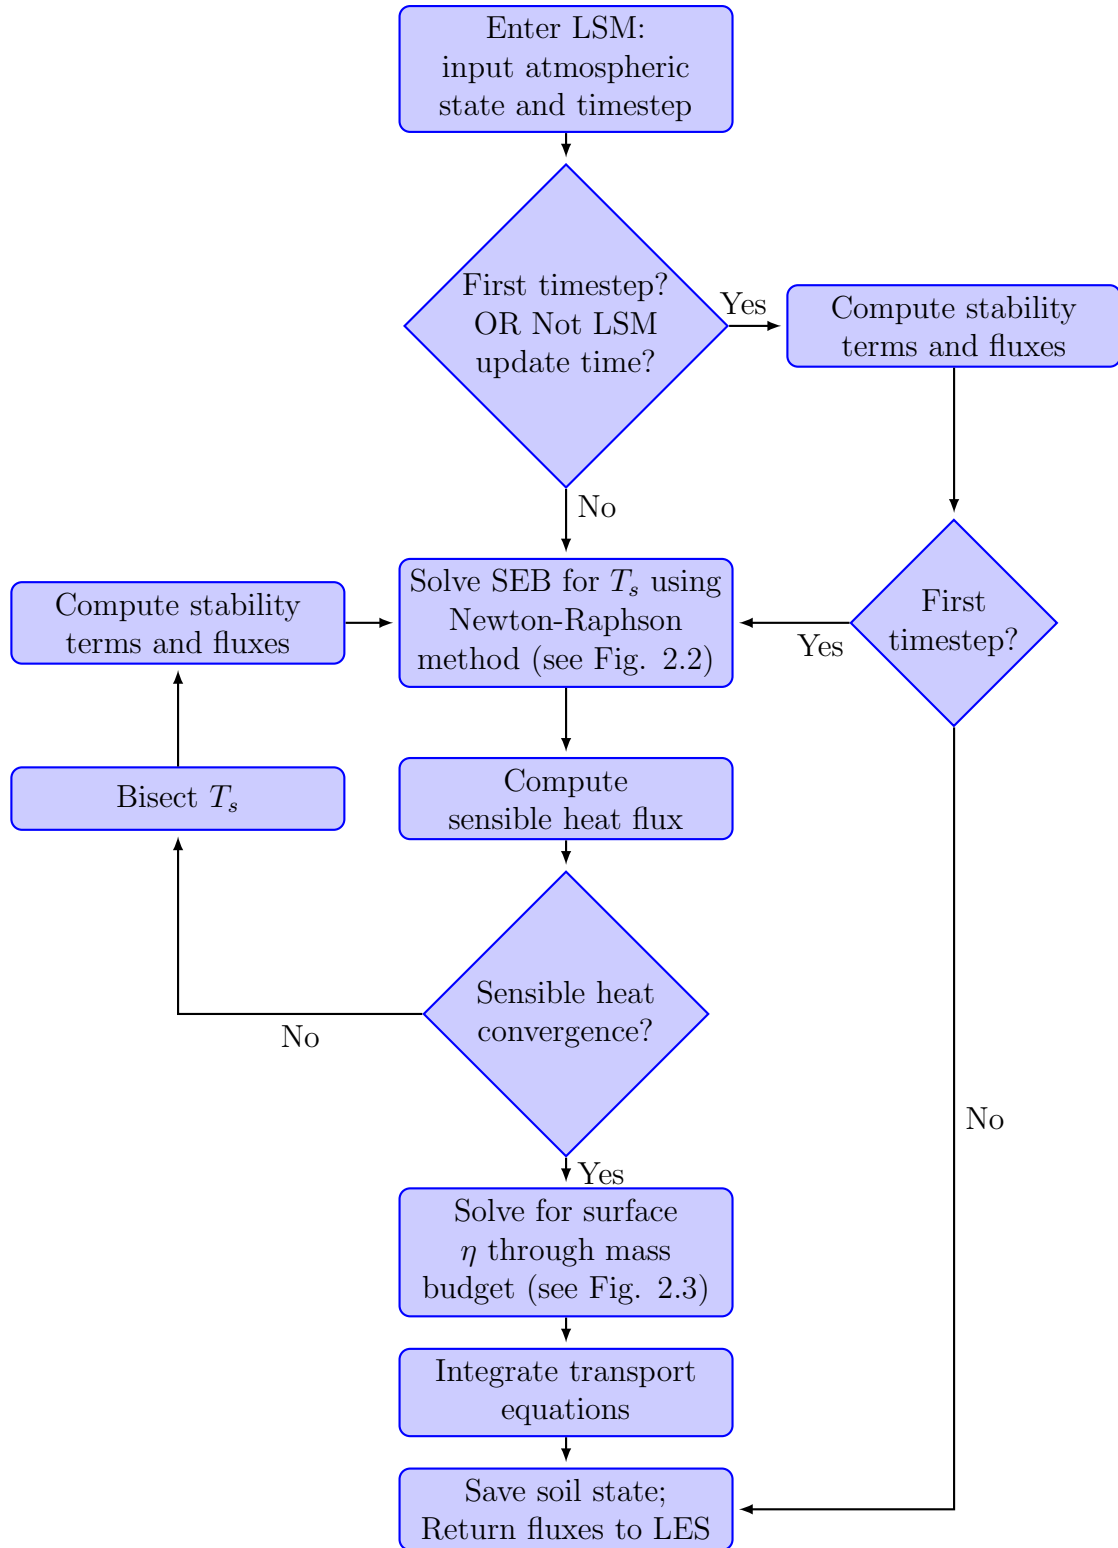 Enter LSM:
input atmospheric
state and timestep
First timestep?
OR Not LSM
update time?
Yes
Compute stability
terms and fluxes
No
Compute stability
terms and fluxes
Solve SEB for $T_s$ using
Newton-Raphson
method (see Fig. 2.2)
Yes
First
timestep?
Bisect $T_s$
Compute
sensible heat flux
Sensible heat
convergence?
No
No
Yes
Solve for surface
η through mass
budget (see Fig. 2.3)
Integrate transport
equations
Save soil state;
Return fluxes to LES